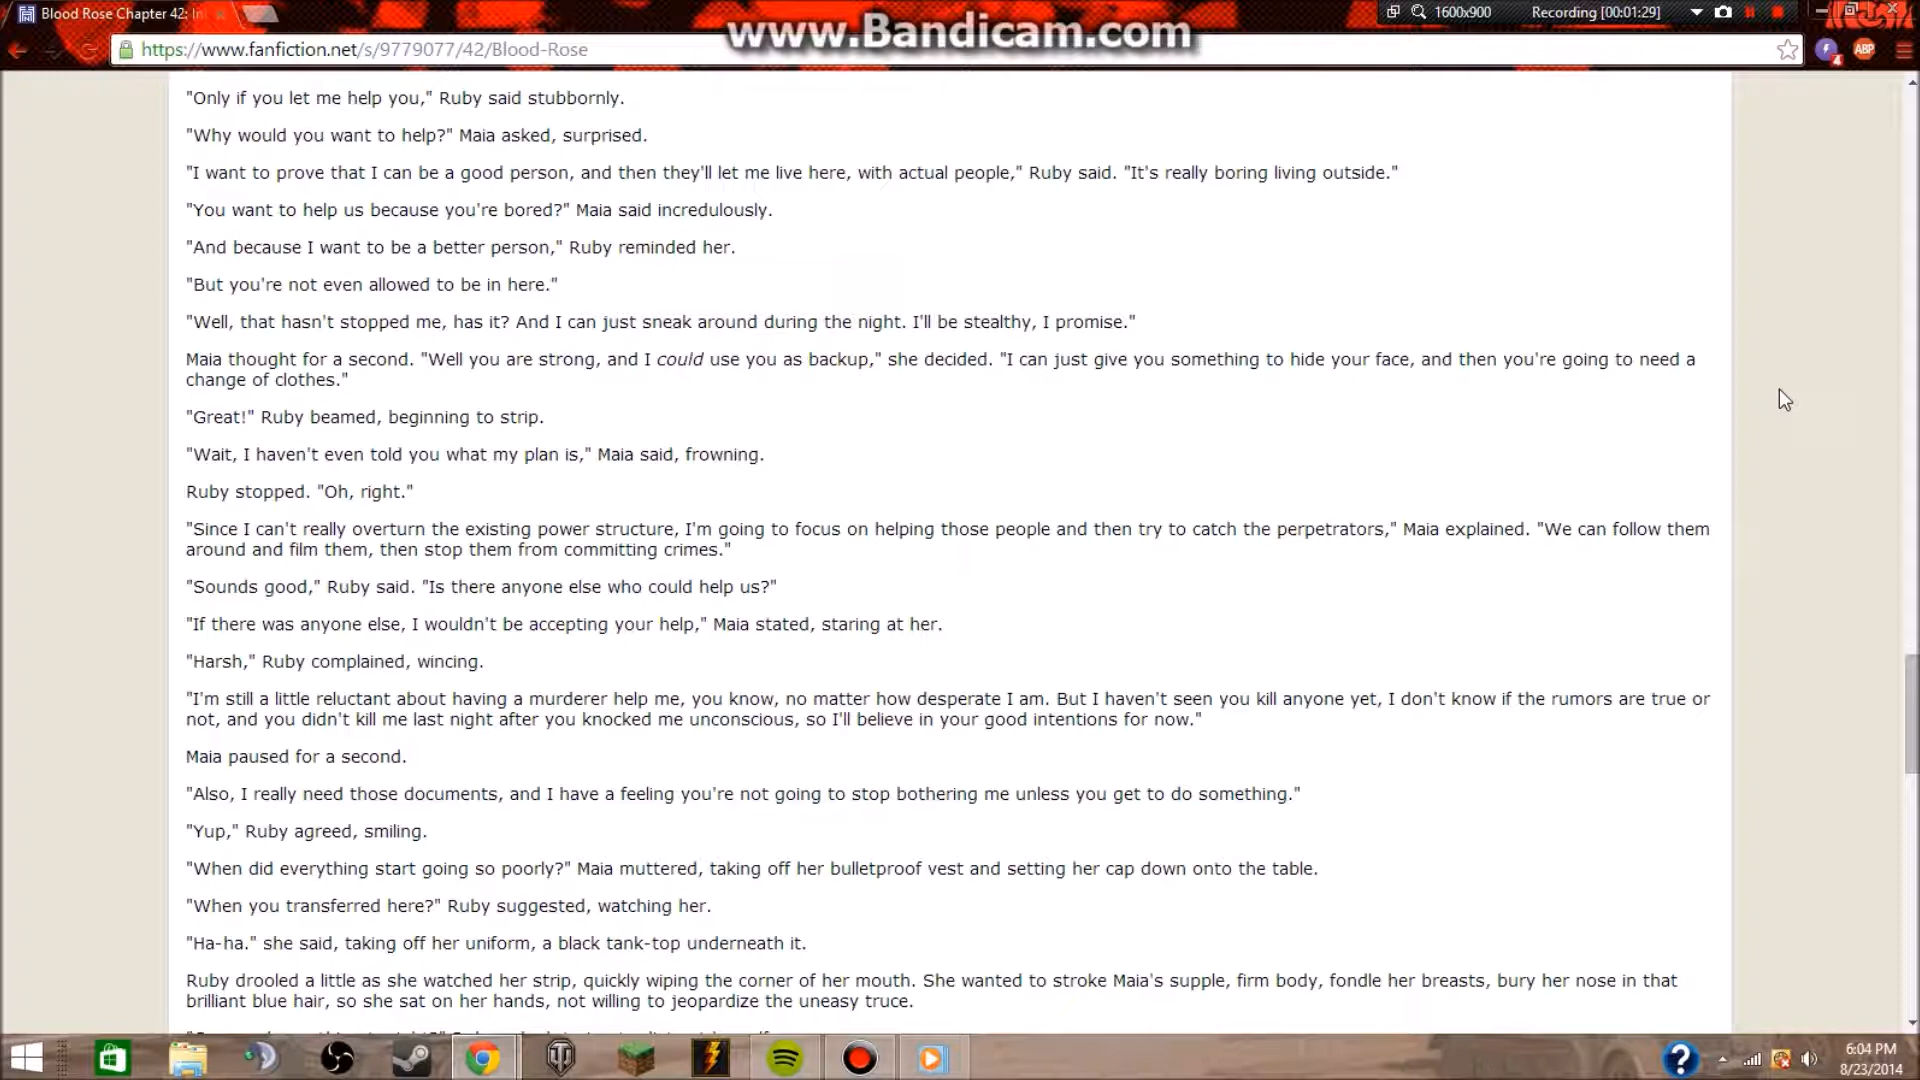 Blood Rose Chapter 42: In
www.Bandicam.com
1600x900
Recording [00:01:29]
https://www.fanfiction.net/s/9779077/42/Blood-Rose
4
ABP
"Only if you let me help you," Ruby said stubbornly.
"Why would you want to help?" Maia asked, surprised.
"I want to prove that I can be a good person, and then they'll let me live here, with actual people," Ruby said. "It's really boring living outside."
"You want to help us because you're bored?" Maia said incredulously.
"And because I want to be a better person," Ruby reminded her.
"But you're not even allowed to be in here."
"Well, that hasn't stopped me, has it? And I can just sneak around during the night. I'll be stealthy, I promise."
Maia thought for a second. "Well you are strong, and I could use you as backup," she decided. "I can just give you something to hide your face, and then you're going to need a
change of clothes."
"Great!" Ruby beamed, beginning to strip.
"Wait, I haven't even told you what my plan is," Maia said, frowning.
Ruby stopped. "Oh, right."
"Since I can't really overturn the existing power structure, I'm going to focus on helping those people and then try to catch the perpetrators," Maia explained. "We can follow them
around and film them, then stop them from committing crimes."
"Sounds good," Ruby said. "Is there anyone else who could help us?"
"If there was anyone else, I wouldn't be accepting your help," Maia stated, staring at her.
"Harsh," Ruby complained, wincing.
"I'm still a little reluctant about having a murderer help me, you know, no matter how desperate I am. But I haven't seen you kill anyone yet, I don't know if the rumors are true or
not, and you didn't kill me last night after you knocked me unconscious, so I'll believe in your good intentions for now."
Maia paused for a second.
"Also, I really need those documents, and I have a feeling you're not going to stop bothering me unless you get to do something."
"Yup," Ruby agreed, smiling.
"When did everything start going so poorly?" Maia muttered, taking off her bulletproof vest and setting her cap down onto the table.
"When you transferred here?" Ruby suggested, watching her.
"Ha-ha." she said, taking off her uniform, a black tank-top underneath it.
Ruby drooled a little as she watched her strip, quickly wiping the corner of her mouth. She wanted to stroke Maia's supple, firm body, fondle her breasts, bury her nose in that
brilliant blue hair, so she sat on her hands, not willing to jeopardize the uneasy truce.
6:04 PM
8/23/2014